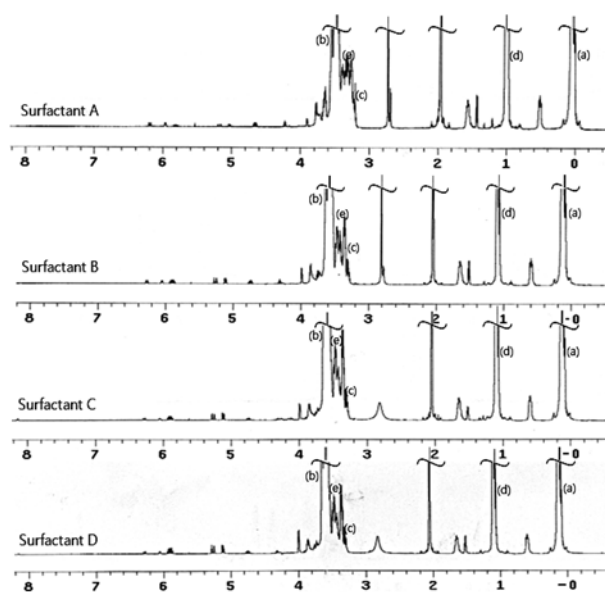 (b) (e) (c) (d) (a)
Surfactant A
8 7 6 5 4 3 2 1 0
(b) (e) (c) (d) (a)
Surfactant B
8 7 6 5 4 3 2 1 -0
(b) (e) (c) (d) (a)
Surfactant C
8 7 6 5 4 3 2 1 -0
(b) (e) (c) (d) (a)
Surfactant D
8 7 6 5 4 3 2 1 -0